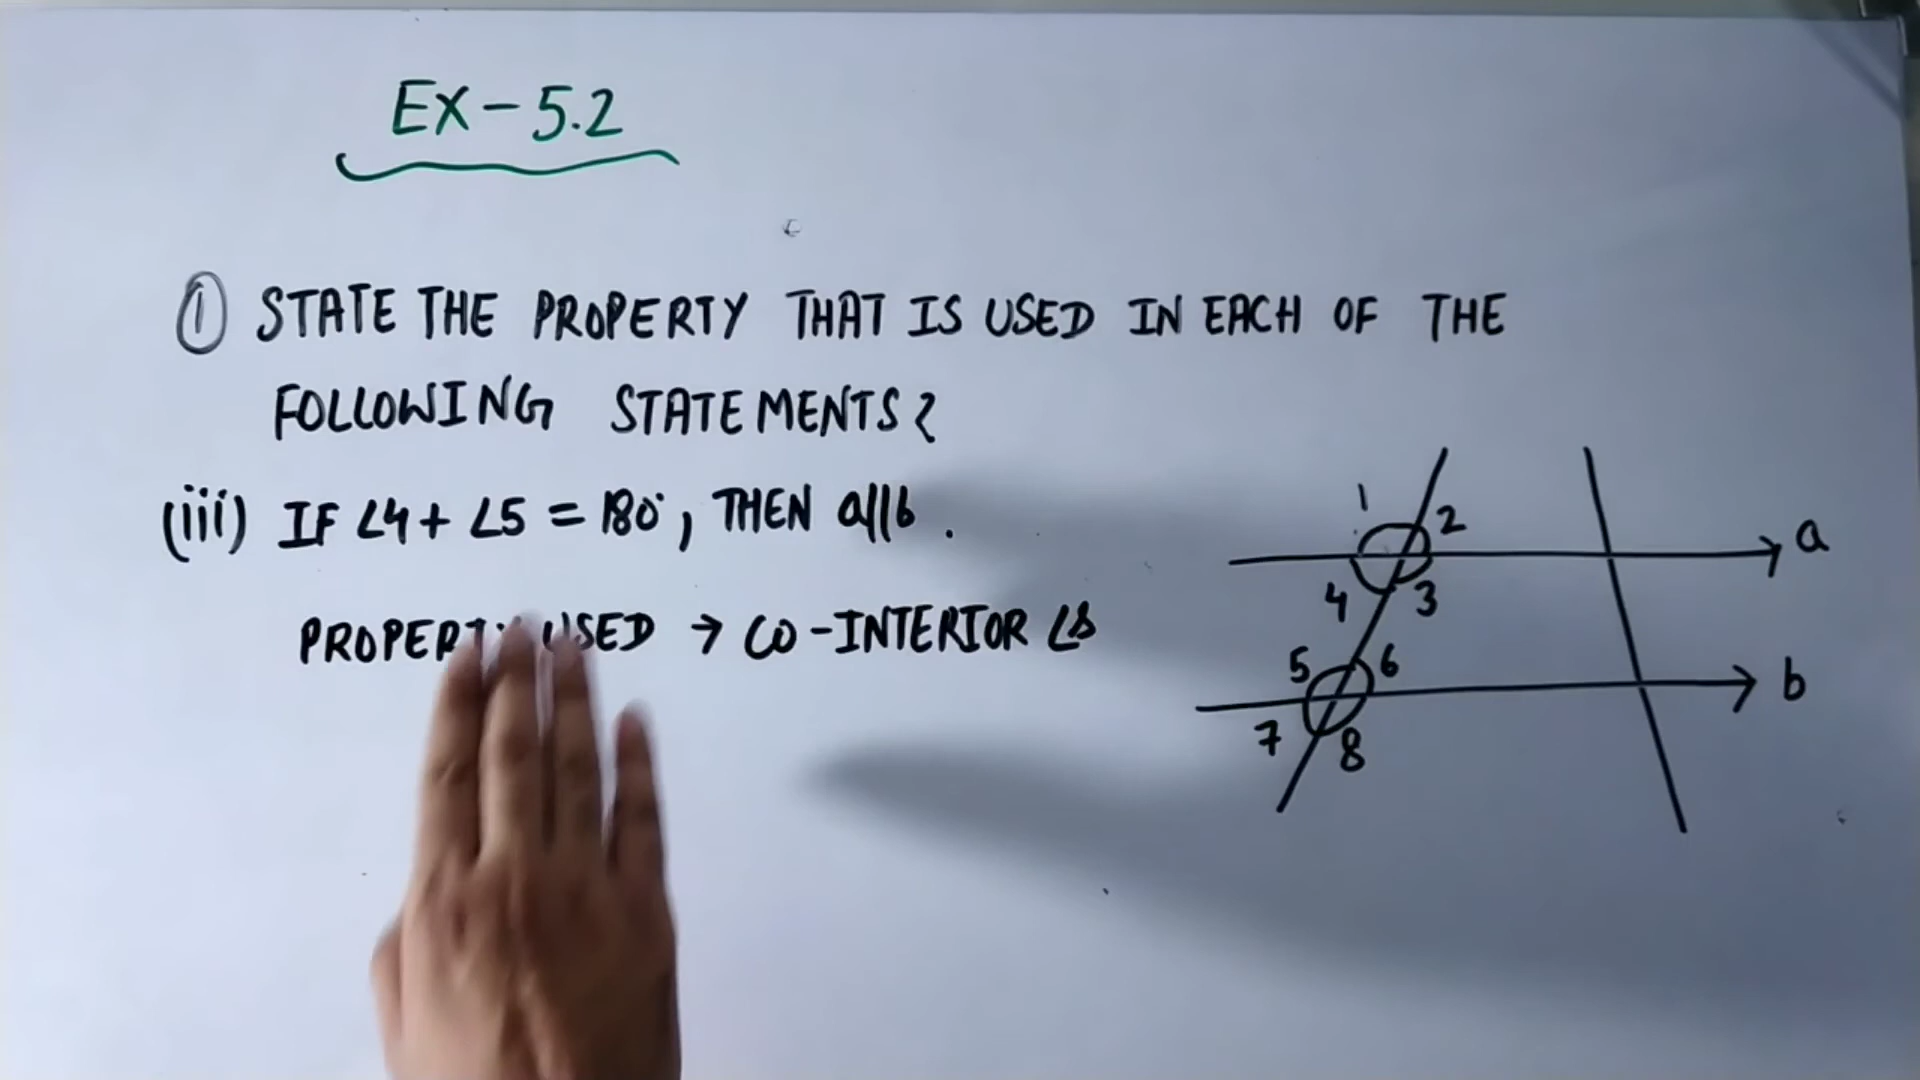 EX-5.2
① STATE THE PROPERTY THAT IS USED IN EACH OF THE
FOLLOWING STATEMENTS?
(iii) IF ∠4+ ∠5 = 180°, THEN a||b.
PROPERTY USED → CO-INTERIOR ∠s
1
2
a
4
3
5
6
b
7
8